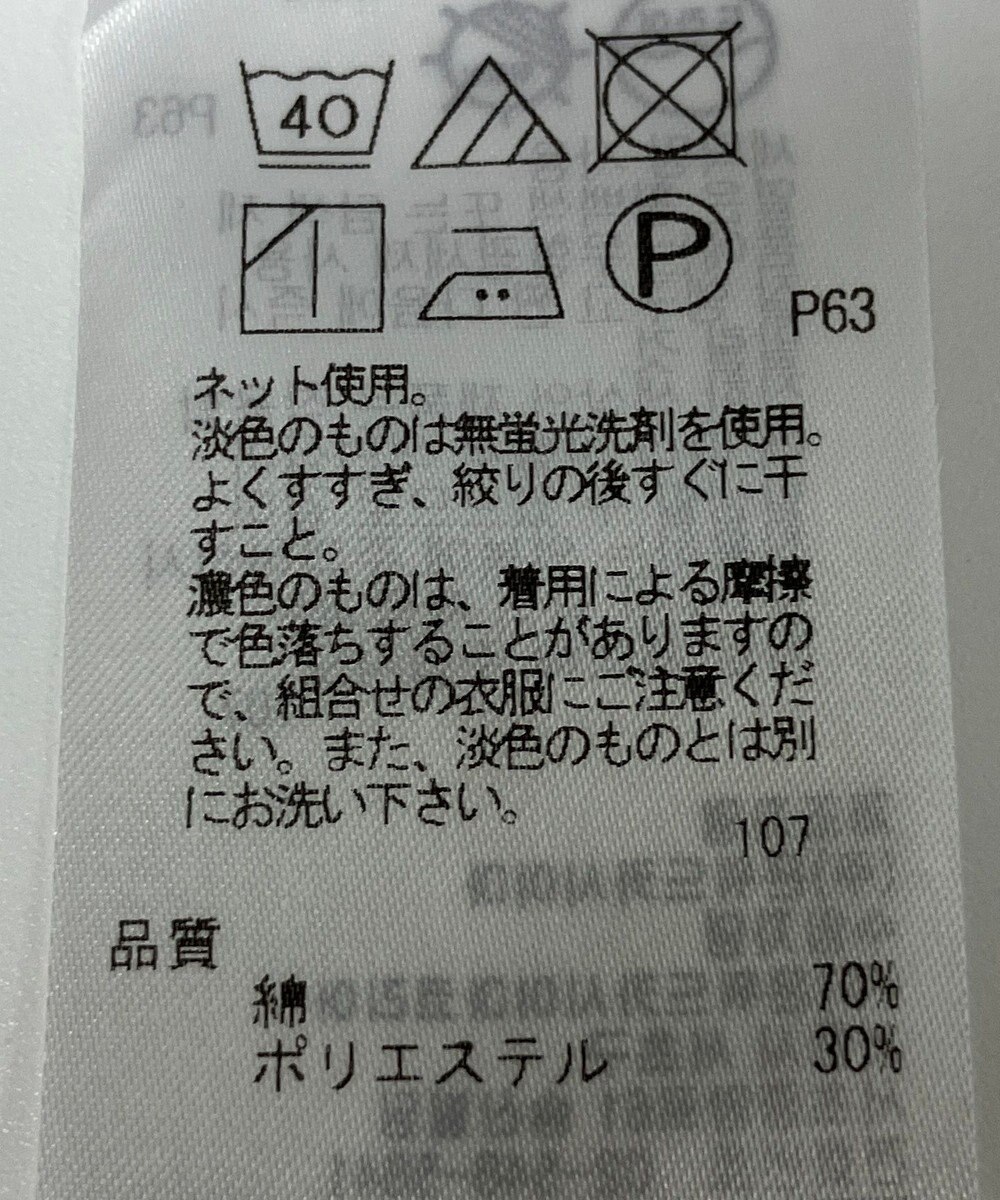 40
P
P63
ネット使用。
淡色のものは無蛍光洗剤を使用。
よくすすぎ、絞りの後すぐに干
すこと。
濃色のものは、着用による摩擦
で色落ちすることがありますの
で、組合せの衣服にご注意くだ
さい。また、淡色のものとは別
にお洗い下さい。
107
品質
綿 70%
ポリエステル 30%